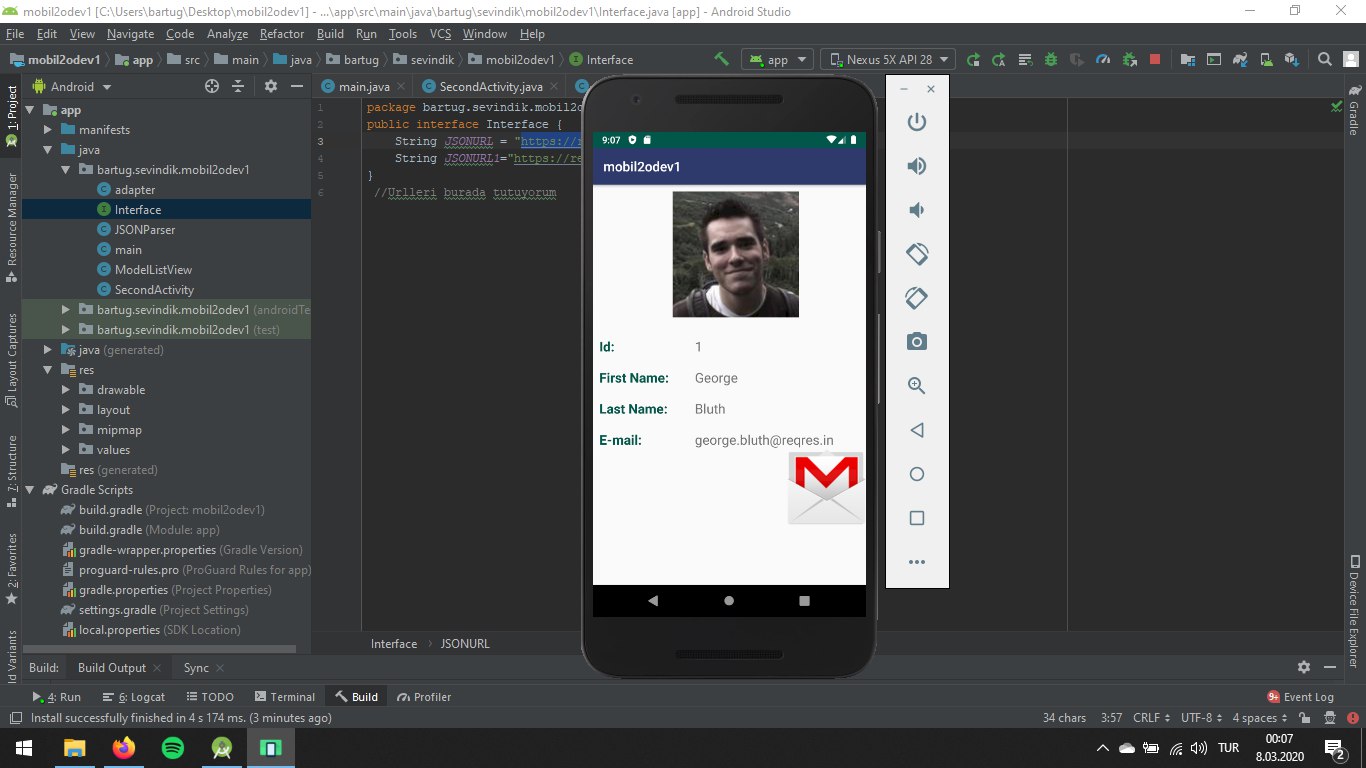 mobil2odev1 [C:\Users\bartug\Desktop\mobil2odev1] - ...\app\src\main\java\bartug\sevindik\mobil2odev1\Interface.java [app] - Android Studio
File Edit View Navigate Code Analyze Refactor Build Run Tools VCS Window Help
mobil2odev1 app src main java bartug sevindik mobil2odev1 Interface app Nexus 5X API 28
1: Project
Resource Manager
Layout Captures
7: Structure
2: Favorites
Android
app
manifests
java
bartug.sevindik.mobil2odev1
adapter
Interface
JSONParser
main
ModelListView
SecondActivity
bartug.sevindik.mobil2odev1 (androidTe
bartug.sevindik.mobil2odev1 (test)
java (generated)
res
drawable
layout
mipmap
values
res (generated)
Gradle Scripts
build.gradle (Project: mobil2odev1)
build.gradle (Module: app)
gradle-wrapper.properties (Gradle Version)
proguard-rules.pro (ProGuard Rules for app)
gradle.properties (Project Properties)
settings.gradle (Project Settings)
local.properties (SDK Location)
main.java SecondActivity.java
1 package bartug.sevindik.mobil2o
2 public interface Interface {
3 String JSONURL = "https://r
4 String JSONURL1="https://re
5 }
6 //Urlleri burada tutuyorum
Interface JSONURL
9:07
mobil2odev1
Id: 1
First Name: George
Last Name: Bluth
E-mail: george.bluth@reqres.in
Gradle
Device File Explorer
Build: Build Output Sync
4: Run 6: Logcat TODO Terminal Build Profiler 9+ Event Log
Install successfully finished in 4 s 174 ms. (3 minutes ago) 34 chars 3:57 CRLF UTF-8 4 spaces
TUR 00:07
8.03.2020
2